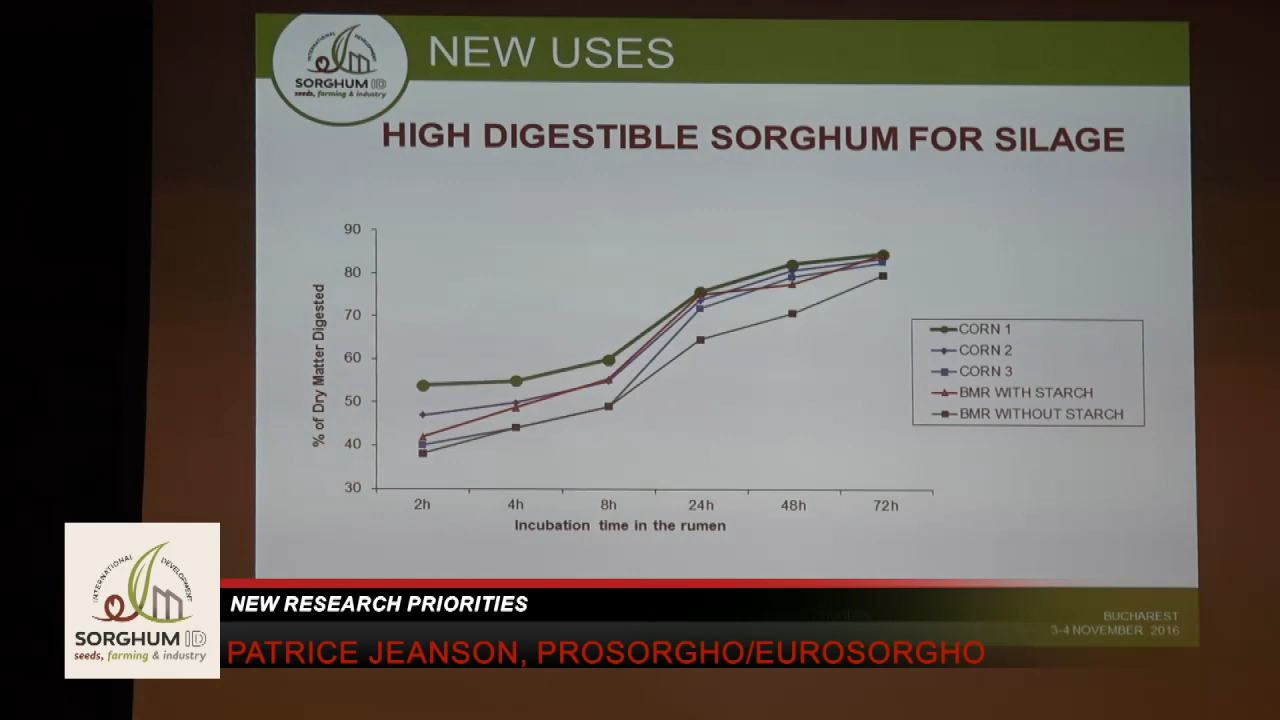 INTERNATIONAL DEVELOPMENT
SORGHUM ID
seeds, farming & industry
NEW USES
HIGH DIGESTIBLE SORGHUM FOR SILAGE
% of Dry Matter Digested
90
80
70
60
50
40
30
2h 4h 8h 24h 48h 72h
Incubation time in the rumen
CORN 1
CORN 2
CORN 3
BMR WITH STARCH
BMR WITHOUT STARCH
BUCHAREST
3-4 NOVEMBER 2016
INTERNATIONAL DEVELOPMENT
SORGHUM ID
seeds, farming & industry
NEW RESEARCH PRIORITIES
PATRICE JEANSON, PROSORGHO/EUROSORGHO